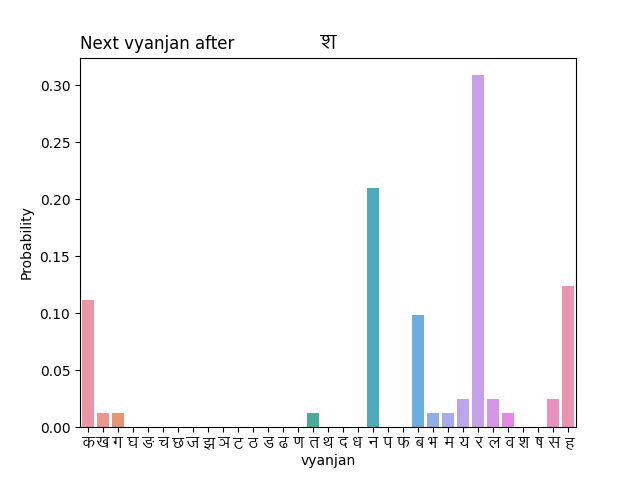 Next vyanjan after श
0.30
0.25
0.20
0.15
0.10
0.05
0.00
Probability
क ख ग घ ङ च छ ज झ ञ ट ठ ड ढ ण त थ द ध न प फ ब भ म य र ल व श ष स ह
vyanjan